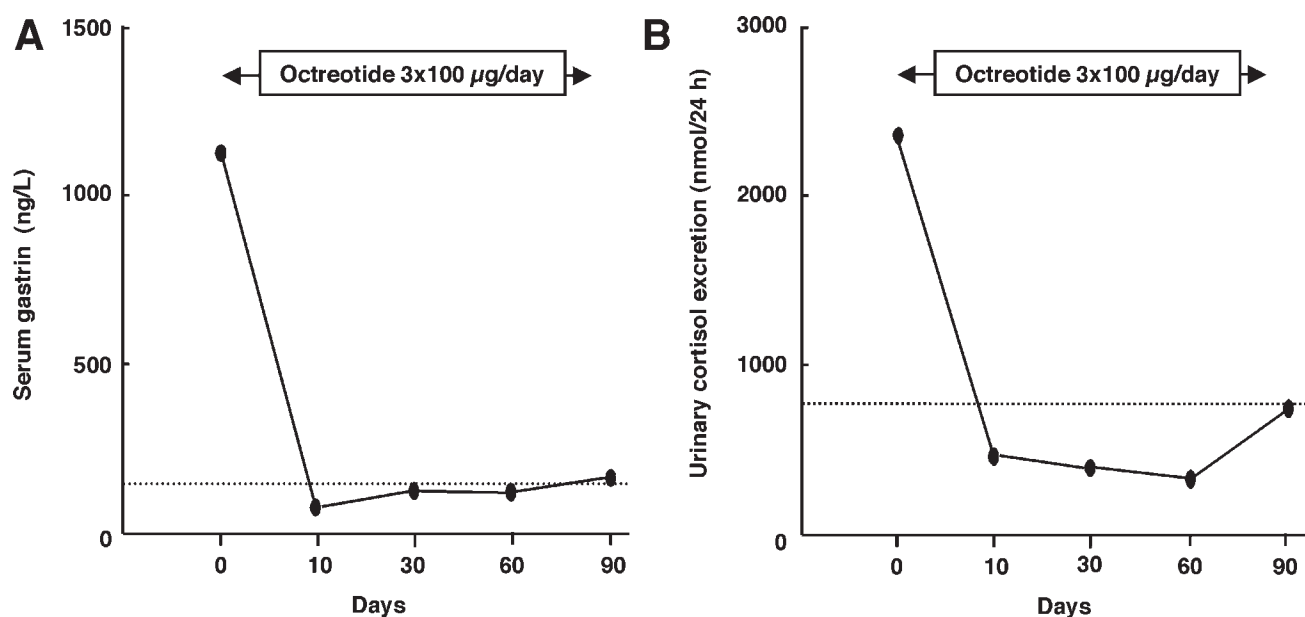 A
Serum gastrin (ng/L)
1500
1000
500
0
Octreotide 3x100 µg/day
0 10 30 60 90
Days
B
Urinary cortisol excretion (nmol/24 h)
3000
2000
1000
0
Octreotide 3x100 µg/day
0 10 30 60 90
Days